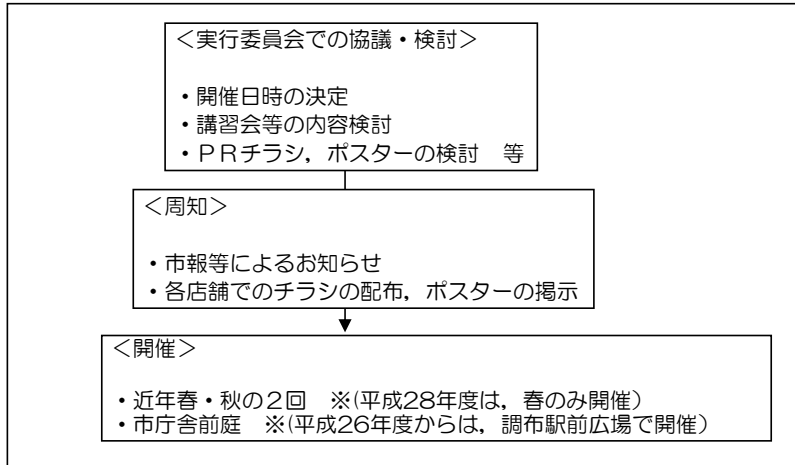 ＜実行委員会での協議・検討＞
・開催日時の決定
・講習会等の内容検討
・ＰＲチラシ，ポスターの検討　等
＜周知＞
・市報等によるお知らせ
・各店舗でのチラシの配布，ポスターの掲示
＜開催＞
・近年春・秋の２回　※(平成28年度は，春のみ開催）
・市庁舎前庭　※(平成26年度からは，調布駅前広場で開催）